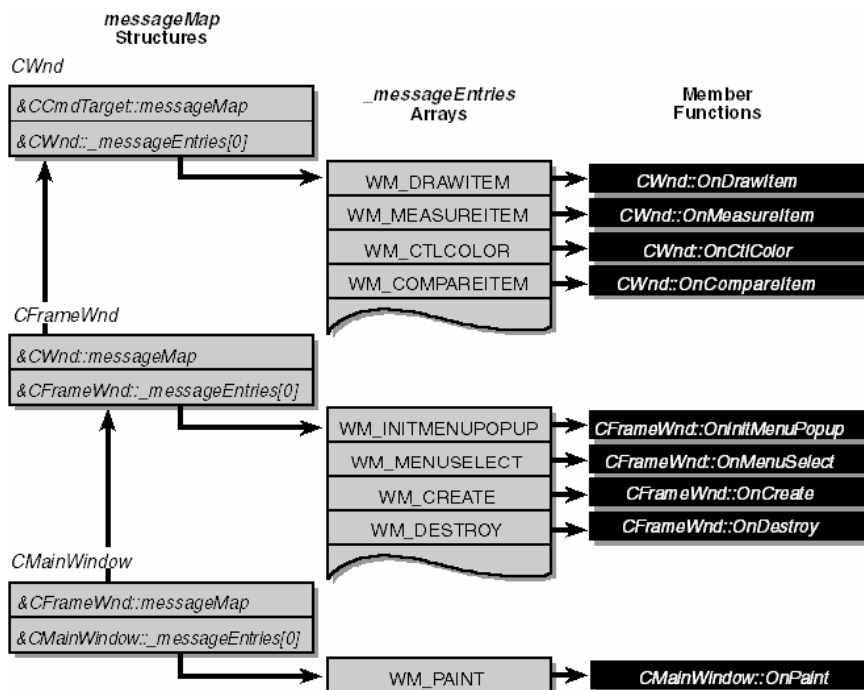 messageMap
Structures
_messageEntries
Arrays
Member
Functions
CWnd
&CCmdTarget::messageMap
&CWnd::_messageEntries[0]
WM_DRAWITEM
CWnd::OnDrawItem
WM_MEASUREITEM
CWnd::OnMeasureItem
WM_CTLCOLOR
CWnd::OnCtlColor
WM_COMPAREITEM
CWnd::OnCompareItem
CFrameWnd
&CWnd::messageMap
&CFrameWnd::_messageEntries[0]
WM_INITMENUPOPUP
CFrameWnd::OnInitMenuPopup
WM_MENUSELECT
CFrameWnd::OnMenuSelect
WM_CREATE
CFrameWnd::OnCreate
WM_DESTROY
CFrameWnd::OnDestroy
CMainWindow
&CFrameWnd::messageMap
&CMainWindow::_messageEntries[0]
WM_PAINT
CMainWindow::OnPaint